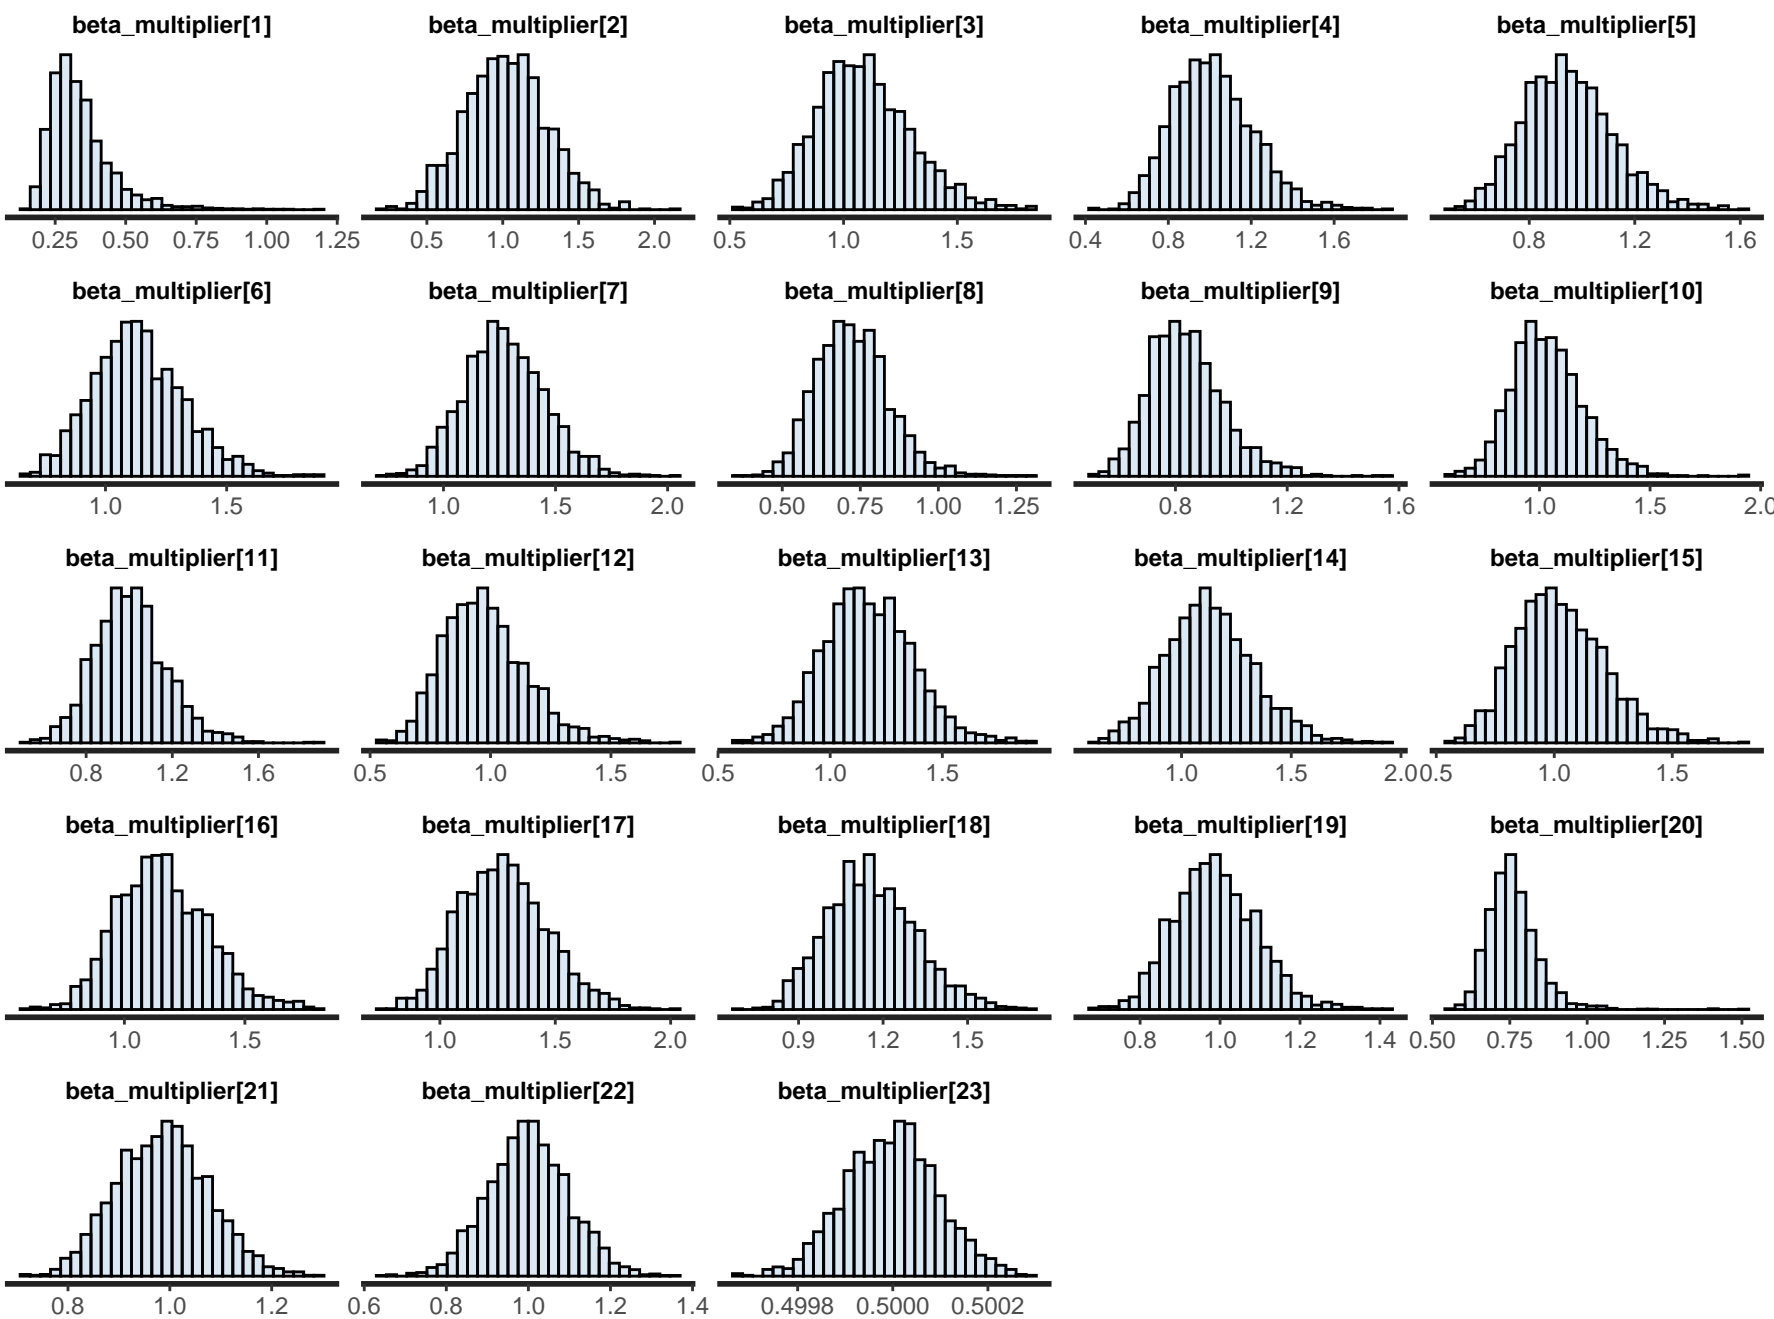 beta_multiplier[1] beta_multiplier[2] beta_multiplier[3] beta_multiplier[4] beta_multiplier[5]
0.25 0.50 0.75 1.00 1.25 0.5 1.0 1.5 2.0 0.5 1.0 1.5 0.4 0.8 1.2 1.6 0.8 1.2 1.6
beta_multiplier[6] beta_multiplier[7] beta_multiplier[8] beta_multiplier[9] beta_multiplier[10]
1.0 1.5 1.0 1.5 2.0 0.50 0.75 1.00 1.25 0.8 1.2 1.6 1.0 1.5 2.0
beta_multiplier[11] beta_multiplier[12] beta_multiplier[13] beta_multiplier[14] beta_multiplier[15]
0.8 1.2 1.6 0.5 1.0 1.5 0.5 1.0 1.5 1.0 1.5 2.0 0.5 1.0 1.5
beta_multiplier[16] beta_multiplier[17] beta_multiplier[18] beta_multiplier[19] beta_multiplier[20]
1.0 1.5 1.0 1.5 2.0 0.9 1.2 1.5 0.8 1.0 1.2 1.4 0.50 0.75 1.00 1.25 1.50
beta_multiplier[21] beta_multiplier[22] beta_multiplier[23]
0.8 1.0 1.2 0.6 0.8 1.0 1.2 1.4 0.4998 0.5000 0.5002